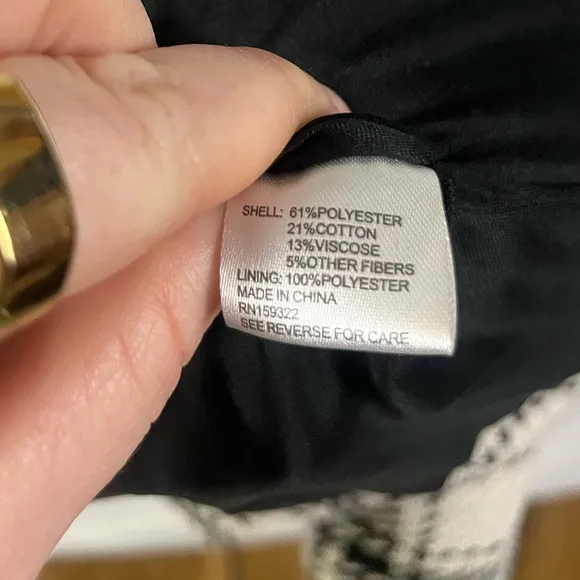 SHELL: 61%POLYESTER
21%COTTON
13%VISCOSE
5%OTHER FIBERS
LINING: 100%POLYESTER
MADE IN CHINA
RN159322
SEE REVERSE FOR CARE